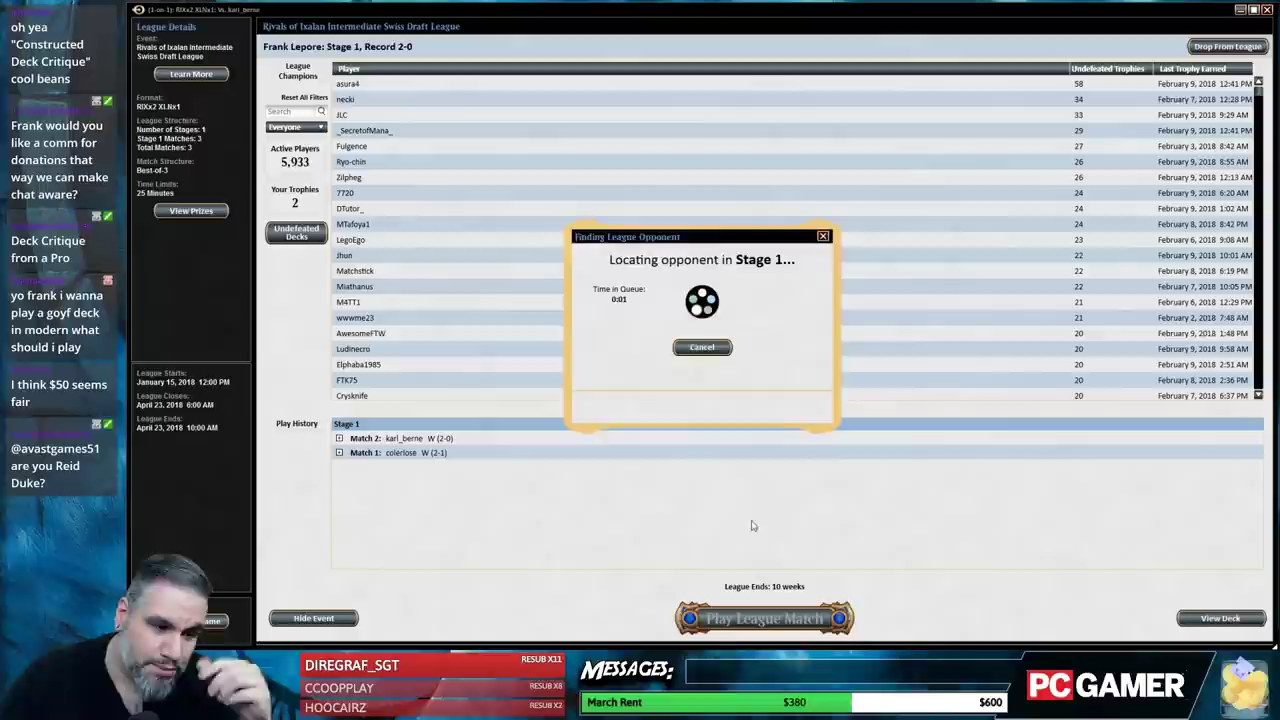 oh yea
"Constructed
Deck Critique"
cool beans
Frank would you
like a comm for
donations that
way we can make
chat aware?
Deck Critique
from a Pro
yo frank i wanna
play a goyf deck
in modern what
should i play
I think $50 seems
fair
@avastgames51
are you Reid
Duke?
(1-on-1): RIXx2 XLNx1; Vs. karl_berne
League Details
Event:
Rivals of Ixalan Intermediate
Swiss Draft League
Learn More
Format:
RIXx2 XLNx1
League Structure:
Number of Stages: 1
Stage 1 Matches: 3
Total Matches: 3
Match Structure:
Best-of-3
Time Limits:
25 Minutes
View Prizes
League Starts:
January 15, 2018 12:00 PM
League Closes:
April 23, 2018 6:00 AM
League Ends:
April 23, 2018 10:00 AM
Rivals of Ixalan Intermediate Swiss Draft League
Frank Lepore: Stage 1, Record 2-0
Drop From League
League
Champions
Reset All Filters
Search
Everyone
Active Players
5,933
Your Trophies
2
Undefeated
Decks
Player Undefeated Trophies Last Trophy Earned
asura4 58 February 9, 2018 12:41 PM
necki 34 February 7, 2018 12:28 PM
JLC 33 February 9, 2018 9:29 AM
_SecretofMana_ 29 February 9, 2018 12:41 PM
Fulgence 27 February 3, 2018 8:42 AM
Ryo-chin 26 February 9, 2018 8:55 AM
Zilpheg 26 February 9, 2018 12:13 AM
7720 24 February 9, 2018 6:20 AM
DTutor_ 24 February 9, 2018 1:02 AM
MTafoya1 24 February 8, 2018 8:42 PM
LegoEgo 23 February 6, 2018 9:08 AM
Jhun 22 February 9, 2018 10:01 AM
Matchstick 22 February 8, 2018 6:19 PM
Miathanus 22 February 7, 2018 10:05 PM
M4TT1 21 February 6, 2018 12:29 PM
wwwme23 21 February 2, 2018 7:48 AM
AwesomeFTW 20 February 9, 2018 1:48 PM
Ludinecro 20 February 9, 2018 9:58 AM
Elphaba1985 20 February 9, 2018 2:51 AM
FTK75 20 February 8, 2018 2:36 PM
Crysknife 20 February 7, 2018 6:37 PM
Finding League Opponent
Locating opponent in Stage 1...
Time in Queue:
0:01
Cancel
Play History
Stage 1
Match 2: karl_berne W (2-0)
Match 1: colerlose W (2-1)
League Ends: 10 weeks
Hide Event
Play League Match
View Deck
DIREGRAF_SGT RESUB X11
CCOOPPLAY RESUB X6
HOOCAIRZ RESUB X2
MESSAGES:
March Rent $380 $600
PC GAMER